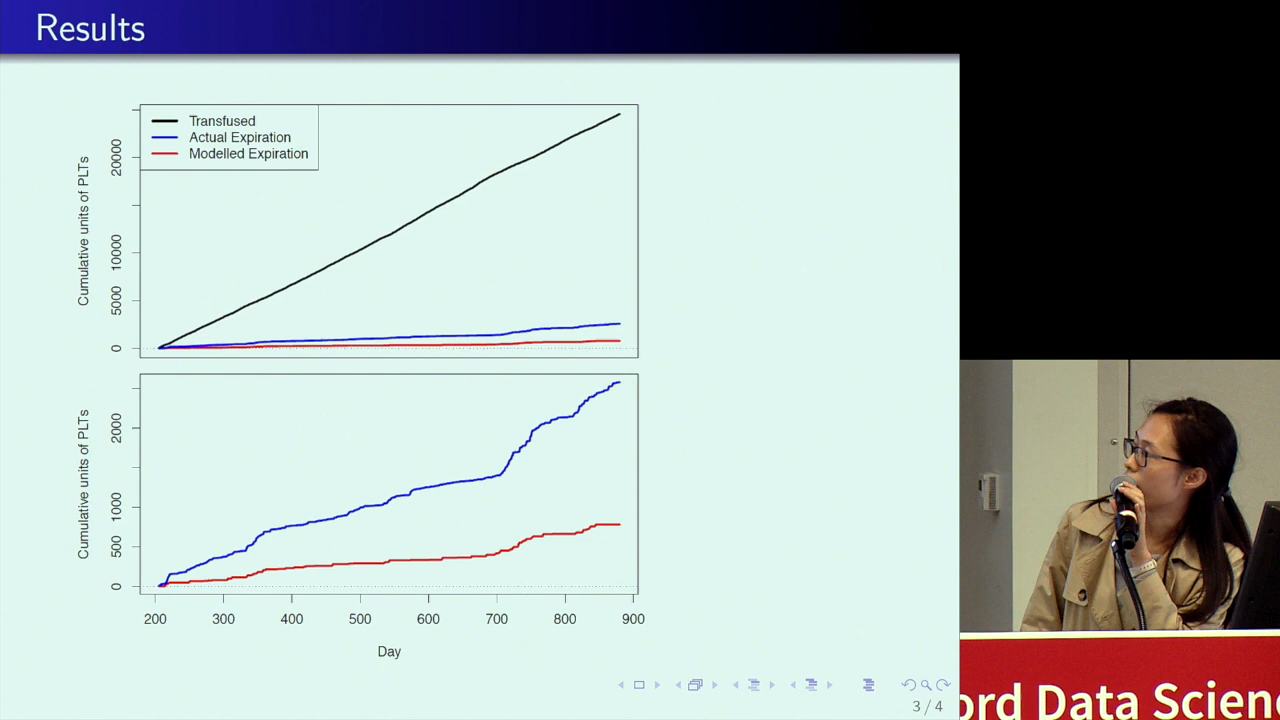 Results
Transfused
Actual Expiration
Modelled Expiration
Cumulative units of PLTs
0
5000
10000
20000
Cumulative units of PLTs
0
500
1000
2000
200 300 400 500 600 700 800 900
Day
3 / 4
ord Data Scien